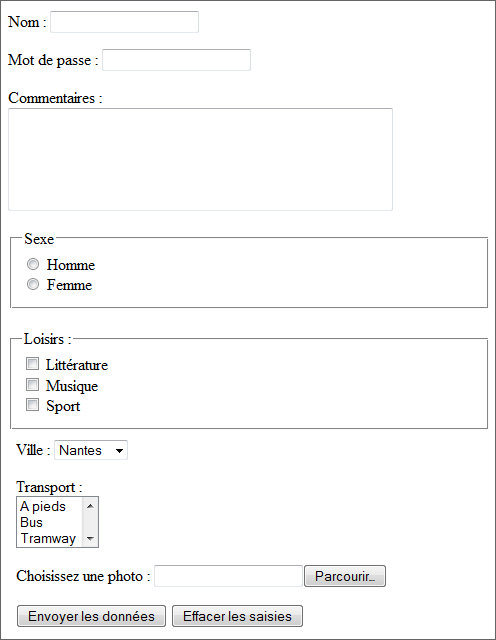 Nom :
Mot de passe :
Commentaires :
Sexe
Homme
Femme
Loisirs :
Littérature
Musique
Sport
Ville : Nantes
Transport :
A pieds
Bus
Tramway
Choisissez une photo : Parcourir...
Envoyer les données Effacer les saisies